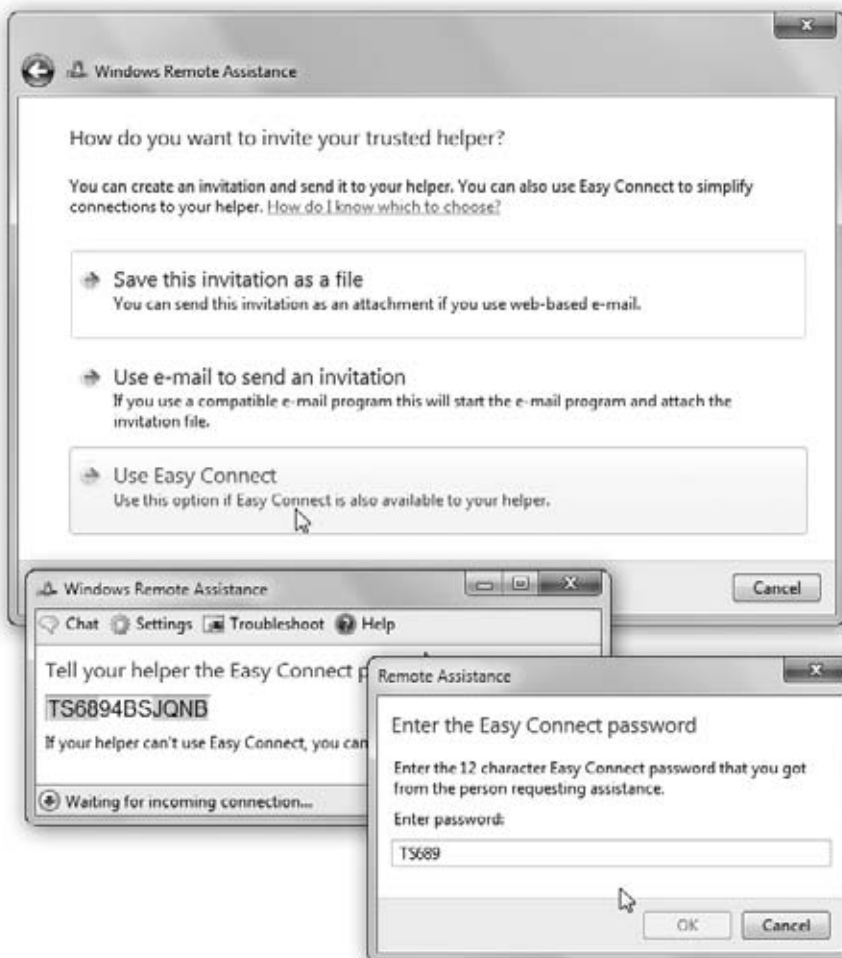 Windows Remote Assistance
How do you want to invite your trusted helper?
You can create an invitation and send it to your helper. You can also use Easy Connect to simplify
connections to your helper. How do I know which to choose?
Save this invitation as a file
You can send this invitation as an attachment if you use web-based e-mail.
Use e-mail to send an invitation
If you use a compatible e-mail program this will start the e-mail program and attach the
invitation file.
Use Easy Connect
Use this option if Easy Connect is also available to your helper.
Cancel
Windows Remote Assistance
Chat Settings Troubleshoot Help
Tell your helper the Easy Connect p
TS6894BSJQNB
If your helper can't use Easy Connect, you can
Waiting for incoming connection...
Remote Assistance
Enter the Easy Connect password
Enter the 12 character Easy Connect password that you got
from the person requesting assistance.
Enter password:
TS689
OK Cancel